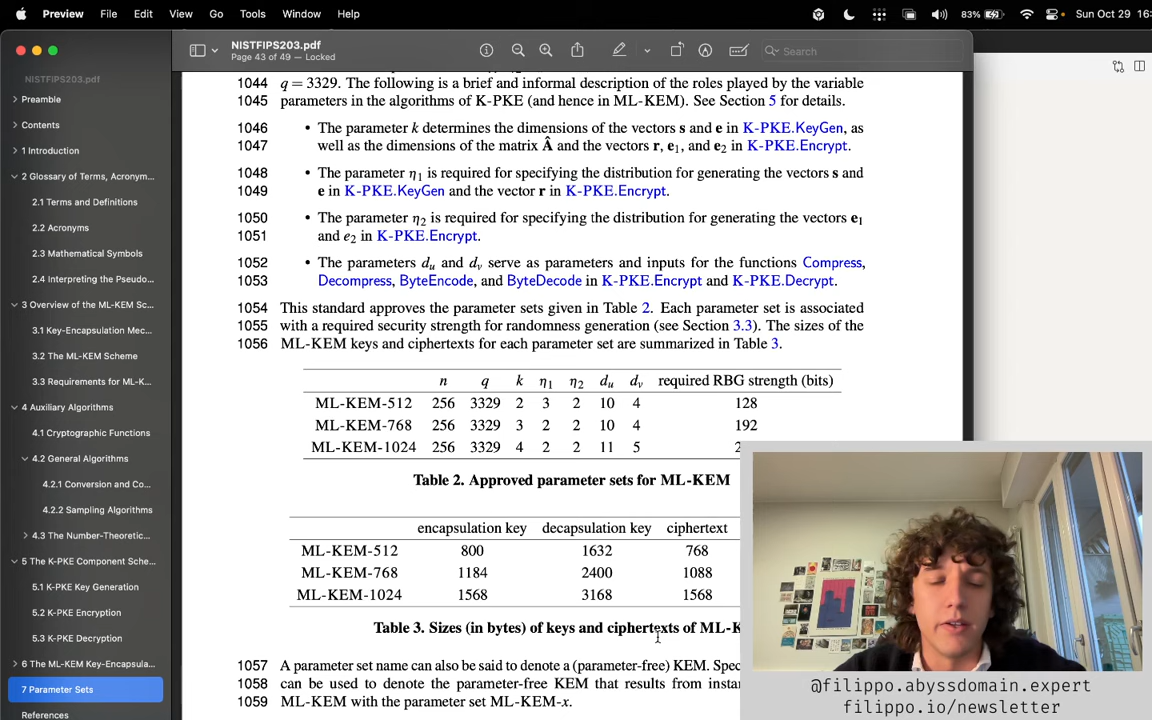 Preview File Edit View Go Tools Window Help 83% Sun Oct 29 16:
NISTFIPS203.pdf
Page 43 of 49 — Locked
Search
NISTFIPS203.pdf
Preamble
Contents
1 Introduction
2 Glossary of Terms, Acronym...
2.1 Terms and Definitions
2.2 Acronyms
2.3 Mathematical Symbols
2.4 Interpreting the Pseudo...
3 Overview of the ML-KEM Sc...
3.1 Key-Encapsulation Mec...
3.2 The ML-KEM Scheme
3.3 Requirements for ML-K...
4 Auxiliary Algorithms
4.1 Cryptographic Functions
4.2 General Algorithms
4.2.1 Conversion and Co...
4.2.2 Sampling Algorithms
4.3 The Number-Theoretic...
5 The K-PKE Component Sche...
5.1 K-PKE Key Generation
5.2 K-PKE Encryption
5.3 K-PKE Decryption
6 The ML-KEM Key-Encapsula...
7 Parameter Sets
References
1044 q = 3329. The following is a brief and informal description of the roles played by the variable
1045 parameters in the algorithms of K-PKE (and hence in ML-KEM). See Section 5 for details.
1046 • The parameter k determines the dimensions of the vectors s and e in K-PKE.KeyGen, as
1047 well as the dimensions of the matrix Â and the vectors r, e₁, and e₂ in K-PKE.Encrypt.
1048 • The parameter η₁ is required for specifying the distribution for generating the vectors s and
1049 e in K-PKE.KeyGen and the vector r in K-PKE.Encrypt.
1050 • The parameter η₂ is required for specifying the distribution for generating the vectors e₁
1051 and e₂ in K-PKE.Encrypt.
1052 • The parameters dᵤ and dᵥ serve as parameters and inputs for the functions Compress,
1053 Decompress, ByteEncode, and ByteDecode in K-PKE.Encrypt and K-PKE.Decrypt.
1054 This standard approves the parameter sets given in Table 2. Each parameter set is associated
1055 with a required security strength for randomness generation (see Section 3.3). The sizes of the
1056 ML-KEM keys and ciphertexts for each parameter set are summarized in Table 3.
n q k η₁ η₂ dᵤ dᵥ required RBG strength (bits)
ML-KEM-512 256 3329 2 3 2 10 4 128
ML-KEM-768 256 3329 3 2 2 10 4 192
ML-KEM-1024 256 3329 4 2 2 11 5 2
Table 2. Approved parameter sets for ML-KEM
encapsulation key decapsulation key ciphertext
ML-KEM-512 800 1632 768
ML-KEM-768 1184 2400 1088
ML-KEM-1024 1568 3168 1568
Table 3. Sizes (in bytes) of keys and ciphertexts of ML-K
1057 A parameter set name can also be said to denote a (parameter-free) KEM. Spec
1058 can be used to denote the parameter-free KEM that results from instan
1059 ML-KEM with the parameter set ML-KEM-x.
@filippo.abyssdomain.expert
filippo.io/newsletter